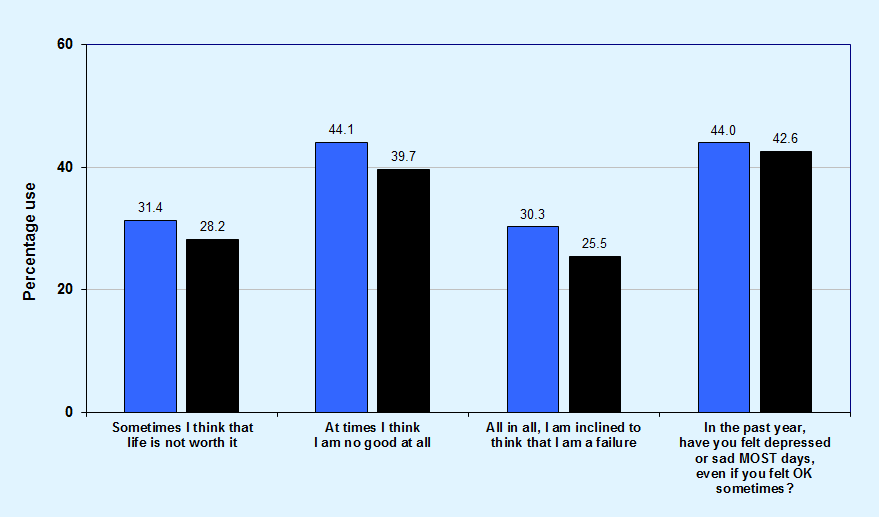 60
40
20
0
Percentage use
31.4
28.2
44.1
39.7
30.3
25.5
44.0
42.6
Sometimes I think that
life is not worth it
At times I think
I am no good at all
All in all, I am inclined to
think that I am a failure
In the past year,
have you felt depressed
or sad MOST days,
even if you felt OK
sometimes?